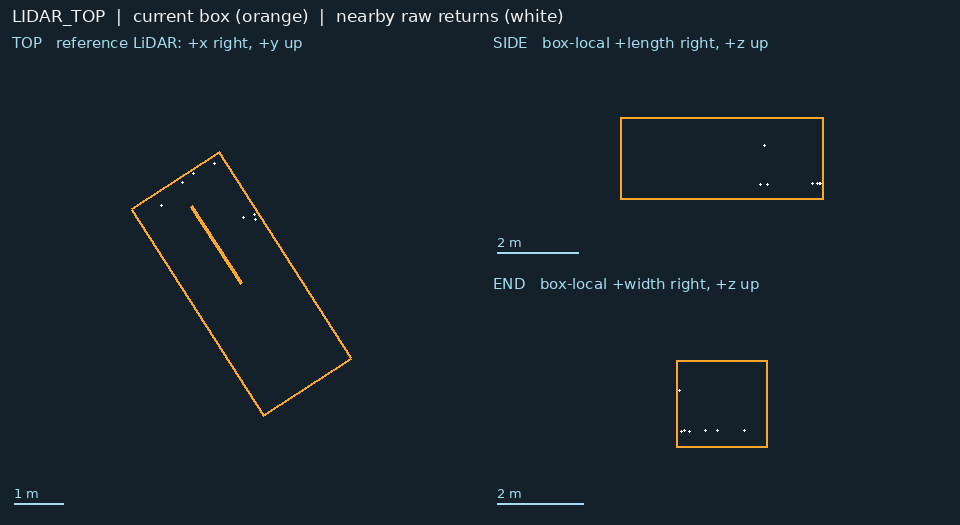 LIDAR_TOP | current box (orange) | nearby raw returns (white)
TOP reference LiDAR: +x right, +y up
SIDE box-local +length right, +z up
2 m
END box-local +width right, +z up
1 m
2 m